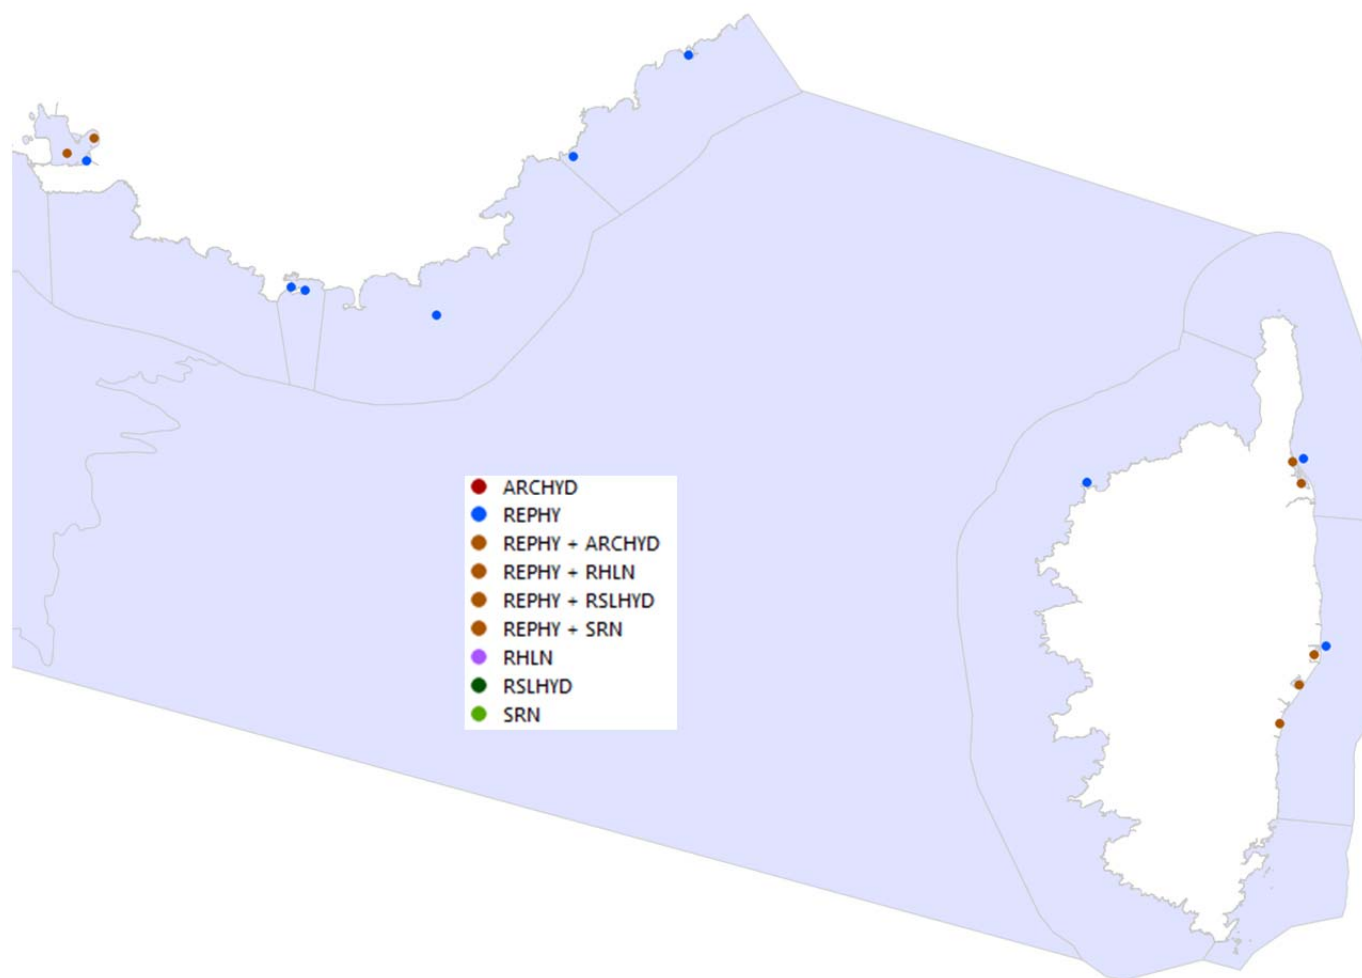 ARCHYD
REPHY
REPHY + ARCHYD
REPHY + RHLN
REPHY + RSLHYD
REPHY + SRN
RHLN
RSLHYD
SRN